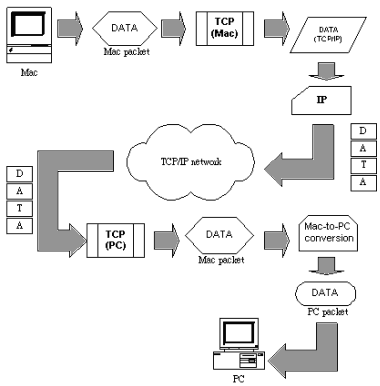 DATA
TCP
(Mac)
DATA
(TCP/IP)
Mac
Mac packet
IP
D
A
T
A
TCP/IP network
D
A
T
A
TCP
(PC)
DATA
Mac packet
Mac-to-PC
conversion
DATA
PC packet
PC